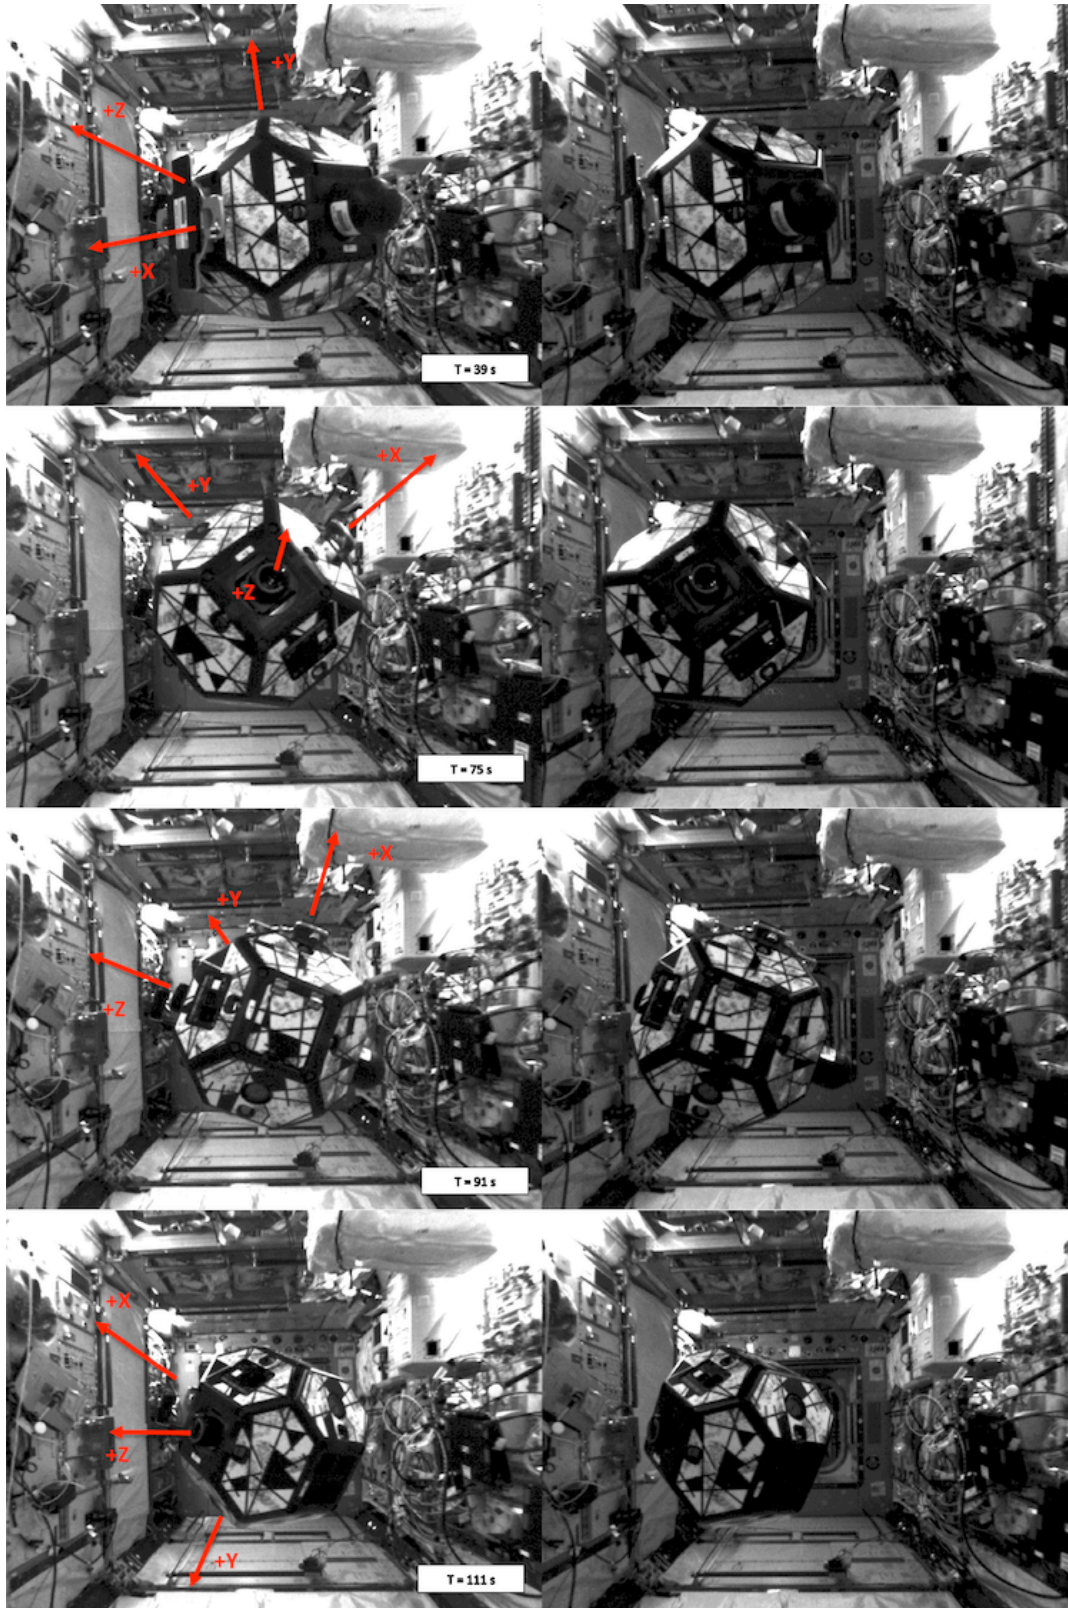 +Y
+Z
+X
T = 39 s
+X
+Y
+Z
T = 75 s
+X
+Y
+Z
T = 91 s
+X
+Z
+Y
T = 111 s